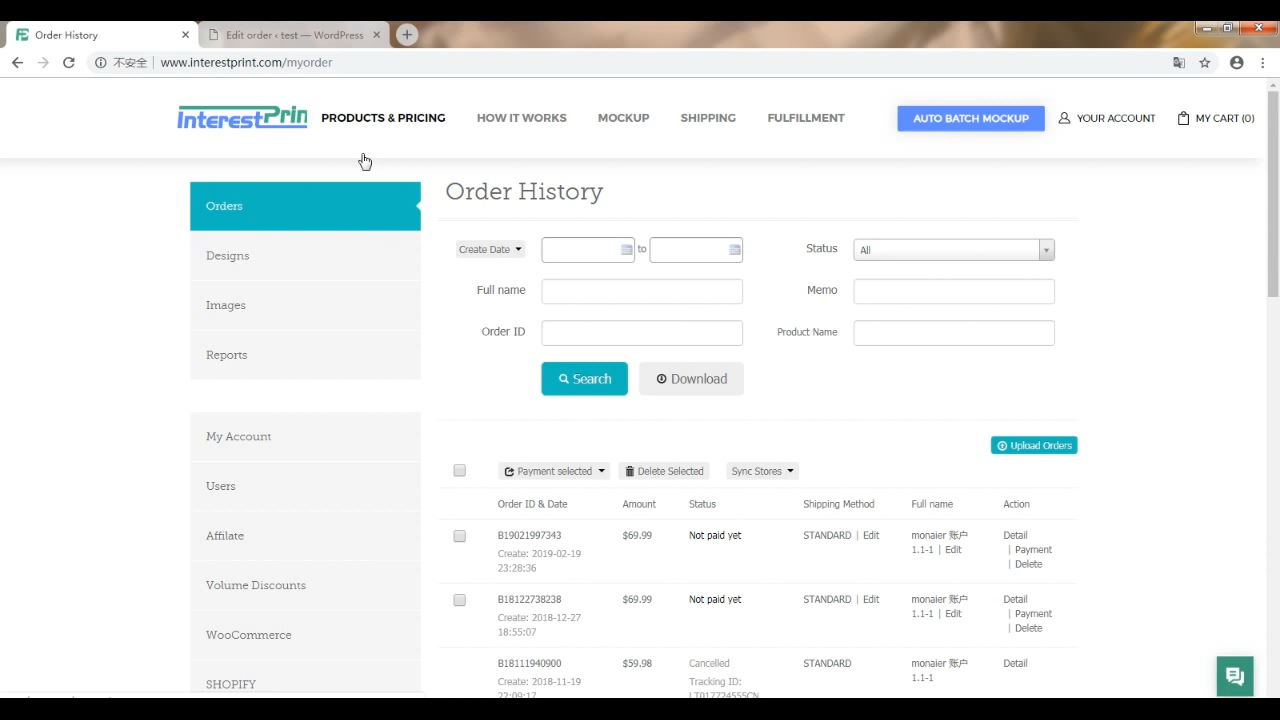 Order History
Edit order ‹ test — WordPress
不安全
www.interestprint.com/myorder
InterestPrin
PRODUCTS & PRICING
HOW IT WORKS
MOCKUP
SHIPPING
FULFILLMENT
AUTO BATCH MOCKUP
YOUR ACCOUNT
MY CART (0)
Orders
Designs
Images
Reports
My Account
Users
Affilate
Volume Discounts
WooCommerce
SHOPIFY
Order History
Create Date
to
Status
All
Full name
Memo
Order ID
Product Name
Search
Download
Upload Orders
Payment selected
Delete Selected
Sync Stores
Order ID & Date
Amount
Status
Shipping Method
Full name
Action
B19021997343
Create: 2019-02-19
23:28:36
$69.99
Not paid yet
STANDARD | Edit
monaier 账户
1.1-1 | Edit
Detail
| Payment
| Delete
B18122738238
Create: 2018-12-27
18:55:07
$69.99
Not paid yet
STANDARD | Edit
monaier 账户
1.1-1 | Edit
Detail
| Payment
| Delete
B18111940900
Create: 2018-11-19
22:09:17
$59.98
Cancelled
Tracking ID:
LT017724555CN
STANDARD
monaier 账户
1.1-1
Detail